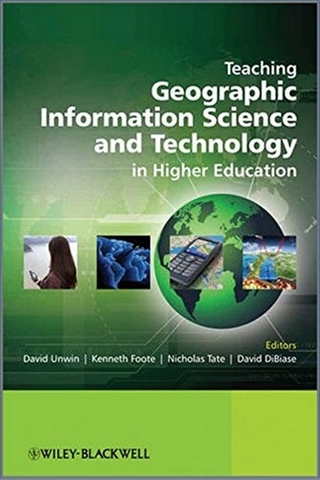 Teaching
Geographic
Information Science
and Technology
in Higher Education
Editors
David Unwin | Kenneth Foote | Nicholas Tate | David DiBiase
WILEY-BLACKWELL